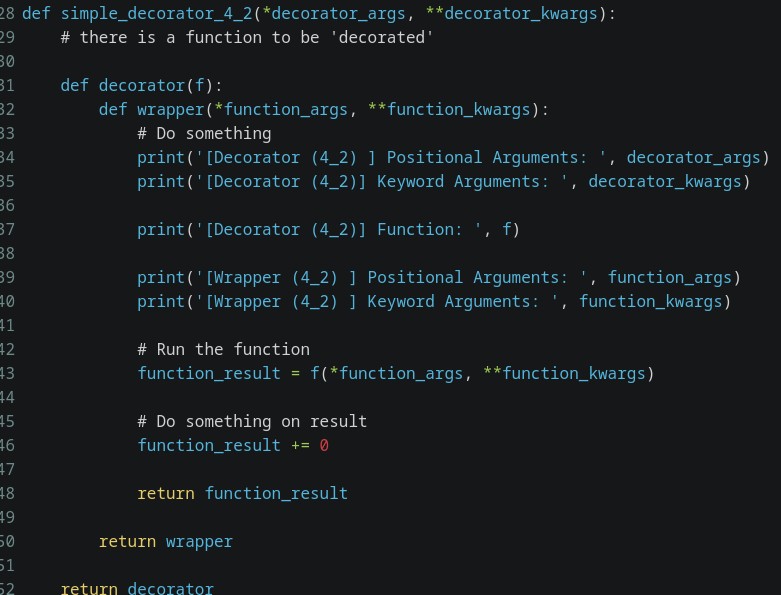 28 def simple_decorator_4_2(*decorator_args, **decorator_kwargs):
29     # there is a function to be 'decorated'
30
31     def decorator(f):
32         def wrapper(*function_args, **function_kwargs):
33             # Do something
34             print('[Decorator (4_2) ] Positional Arguments: ', decorator_args)
35             print('[Decorator (4_2)] Keyword Arguments: ', decorator_kwargs)
36
37             print('[Decorator (4_2)] Function: ', f)
38
39             print('[Wrapper (4_2) ] Positional Arguments: ', function_args)
40             print('[Wrapper (4_2) ] Keyword Arguments: ', function_kwargs)
41
42             # Run the function
43             function_result = f(*function_args, **function_kwargs)
44
45             # Do something on result
46             function_result += 0
47
48             return function_result
49
50         return wrapper
51
52     return decorator